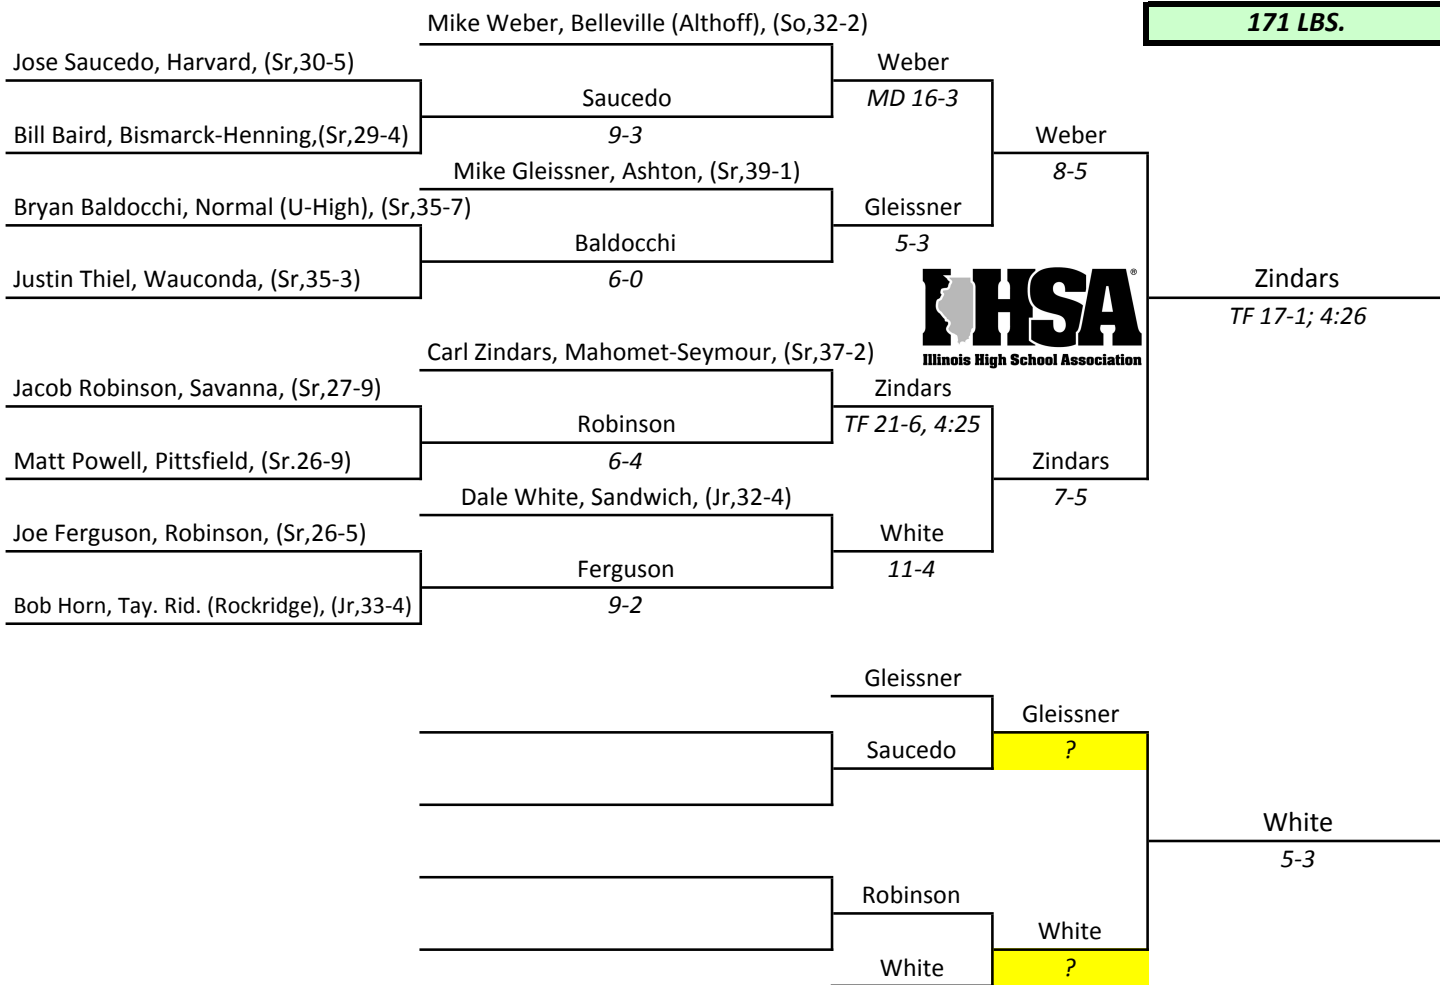 Mike Weber, Belleville (Althoff), (So,32-2)
171 LBS.
Jose Saucedo, Harvard, (Sr,30-5)
Weber
Saucedo
MD 16-3
Bill Baird, Bismarck-Henning,(Sr,29-4)
9-3
Weber
Mike Gleissner, Ashton, (Sr,39-1)
8-5
Bryan Baldocchi, Normal (U-High), (Sr,35-7)
Gleissner
Baldocchi
5-3
Justin Thiel, Wauconda, (Sr,35-3)
6-0
IHSA®
Illinois High School Association
Zindars
TF 17-1; 4:26
Carl Zindars, Mahomet-Seymour, (Sr,37-2)
Jacob Robinson, Savanna, (Sr,27-9)
Zindars
Robinson
TF 21-6, 4:25
Matt Powell, Pittsfield, (Sr.26-9)
6-4
Zindars
Dale White, Sandwich, (Jr,32-4)
7-5
Joe Ferguson, Robinson, (Sr,26-5)
White
Ferguson
11-4
Bob Horn, Tay. Rid. (Rockridge), (Jr,33-4)
9-2
Gleissner
Gleissner
Saucedo
?
White
5-3
Robinson
White
White
?